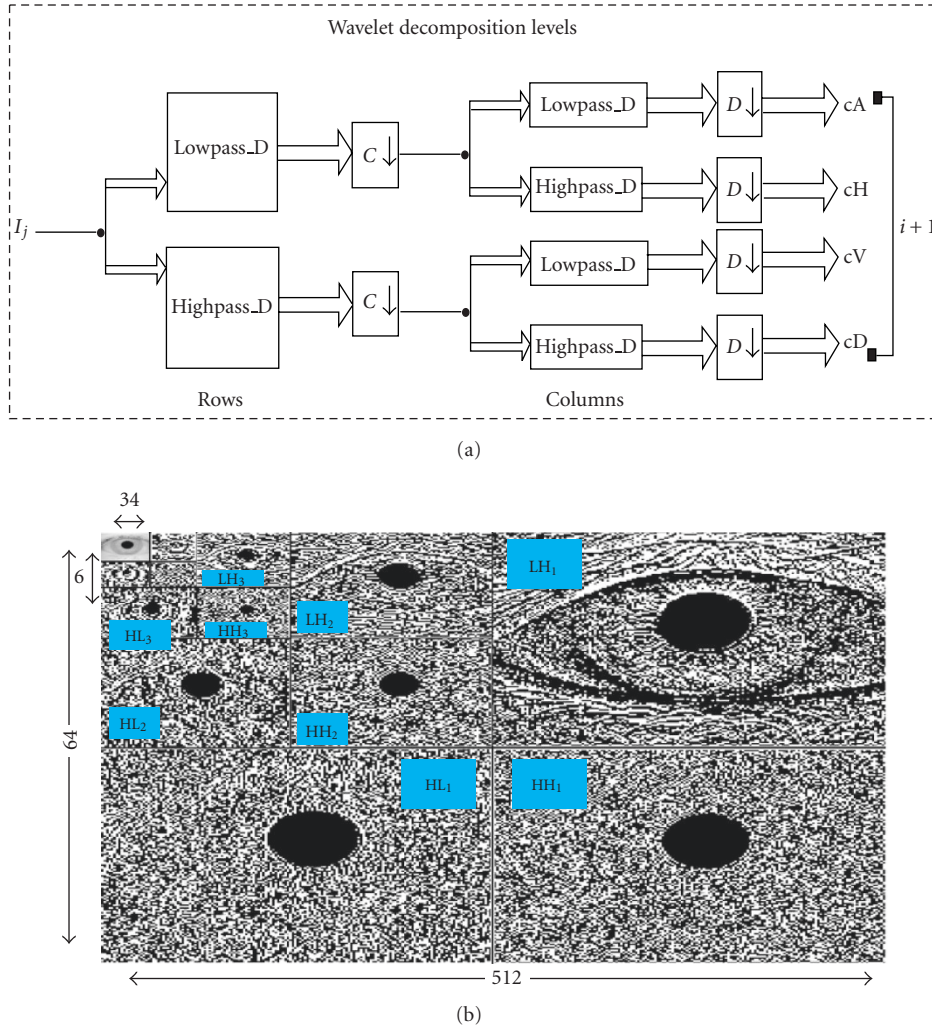 Wavelet decomposition levels
I_j
Lowpass_D
C ↓
Lowpass_D
D ↓
cA
Highpass_D
D ↓
cH
Highpass_D
C ↓
Lowpass_D
D ↓
cV
Highpass_D
D ↓
cD
i + 1
Rows
Columns
(a)
34
6
64
LH₃
LH₂
LH₁
HL₃
HH₃
HL₂
HH₂
HL₁
HH₁
512
(b)